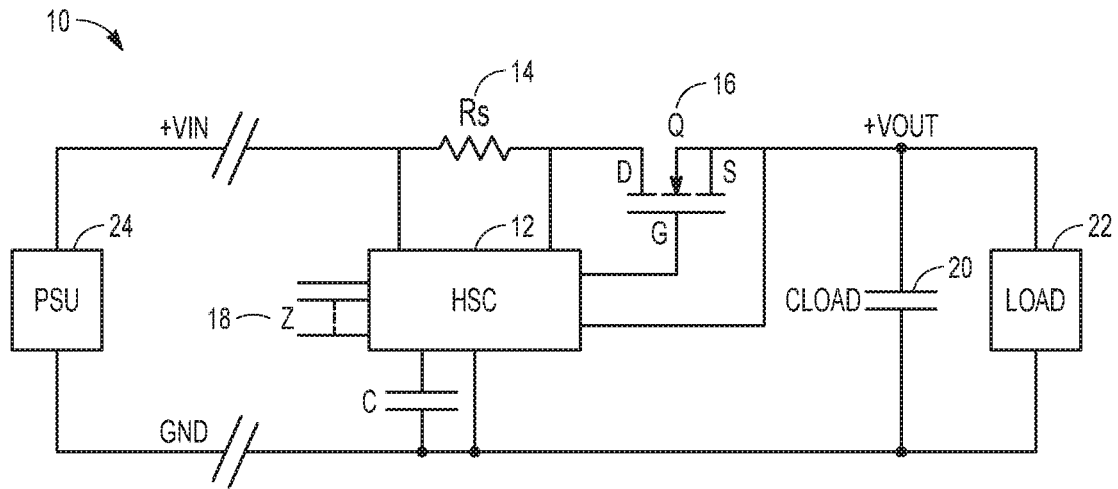 10
14
Rs
16
Q
+VIN
+VOUT
D
S
G
24
12
22
20
PSU
HSC
CLOAD
LOAD
18
Z
C
GND